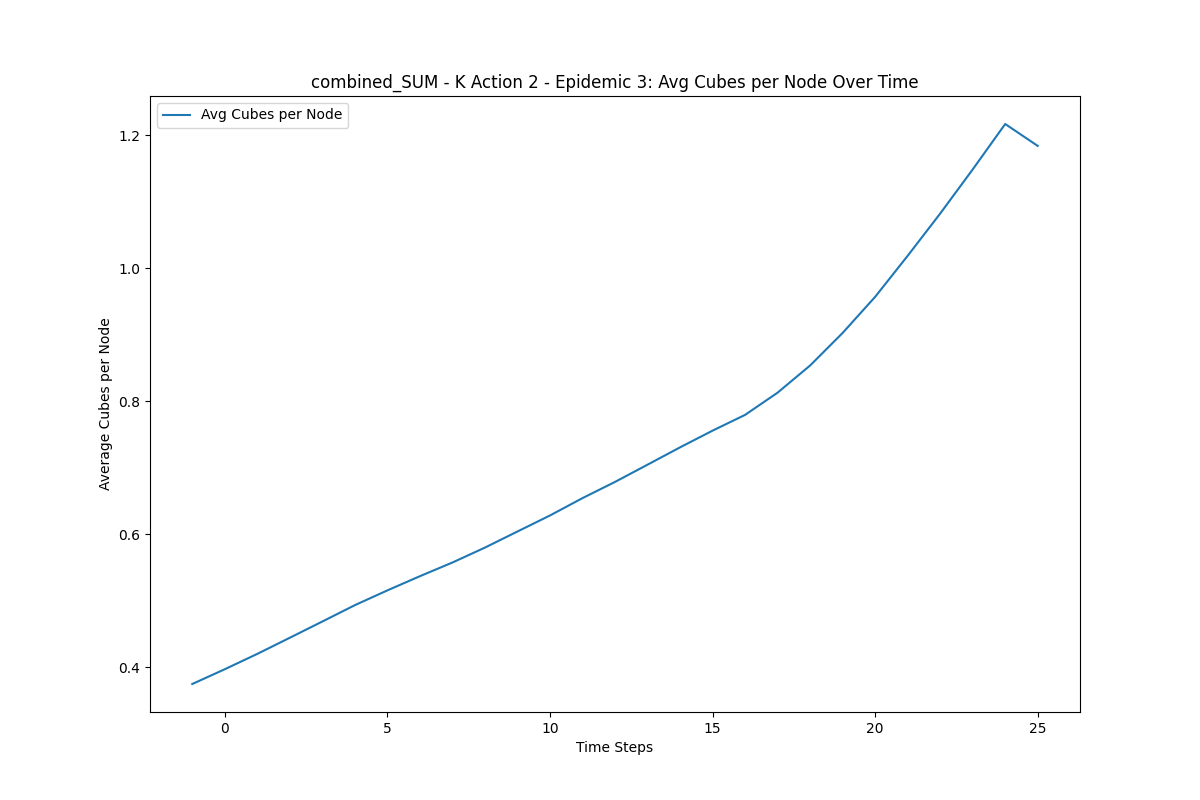 combined_SUM - K Action 2 - Epidemic 3: Avg Cubes per Node Over Time
Avg Cubes per Node
1.2
1.0
0.8
0.6
0.4
Average Cubes per Node
0 5 10 15 20 25
Time Steps